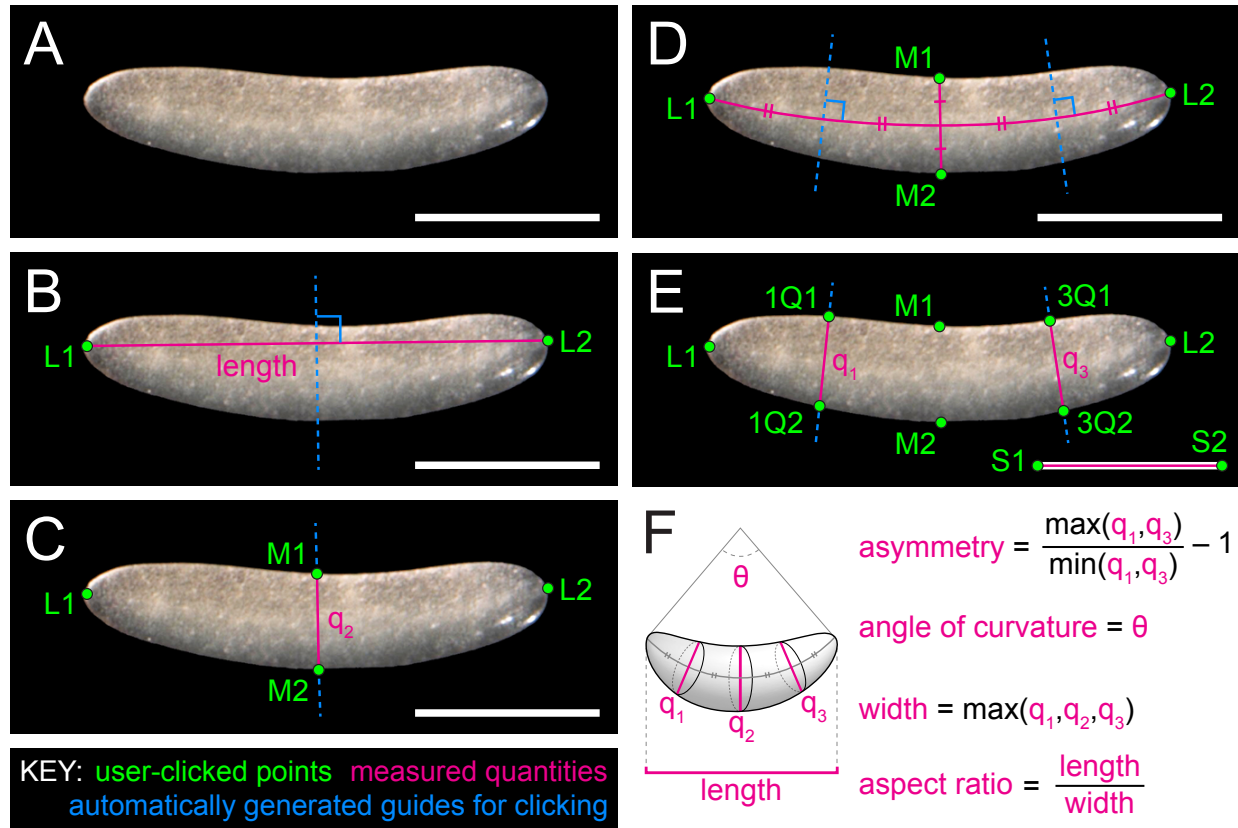 A
B
L1
L2
length
C
M1
L1
L2
q₂
M2
KEY: user-clicked points measured quantities
automatically generated guides for clicking
D
M1
L1
L2
M2
E
1Q1
M1
3Q1
L1
L2
q₁
q₃
1Q2
M2
3Q2
S1
S2
F
θ
q₁
q₂
q₃
length
asymmetry = max(q₁,q₃) / min(q₁,q₃) – 1
angle of curvature = θ
width = max(q₁,q₂,q₃)
aspect ratio = length / width